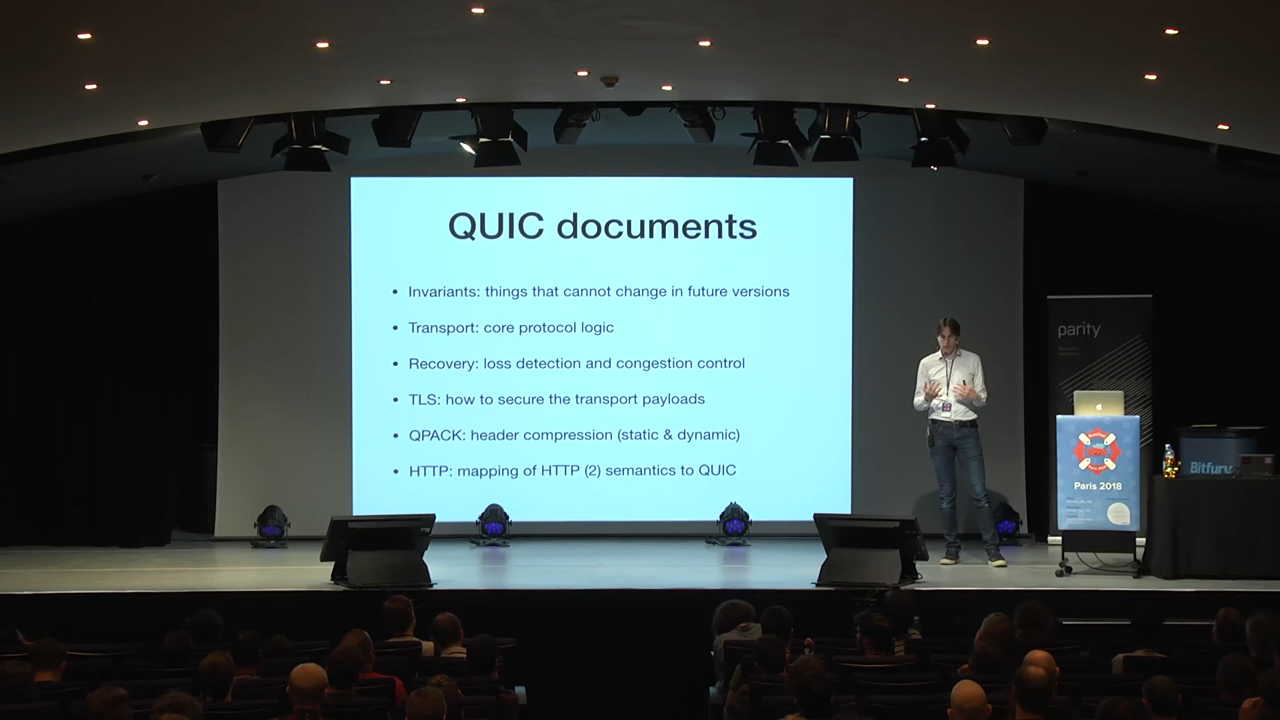 QUIC documents
• Invariants: things that cannot change in future versions
• Transport: core protocol logic
• Recovery: loss detection and congestion control
• TLS: how to secure the transport payloads
• QPACK: header compression (static & dynamic)
• HTTP: mapping of HTTP (2) semantics to QUIC
parity
Paris 2018
Bitfury